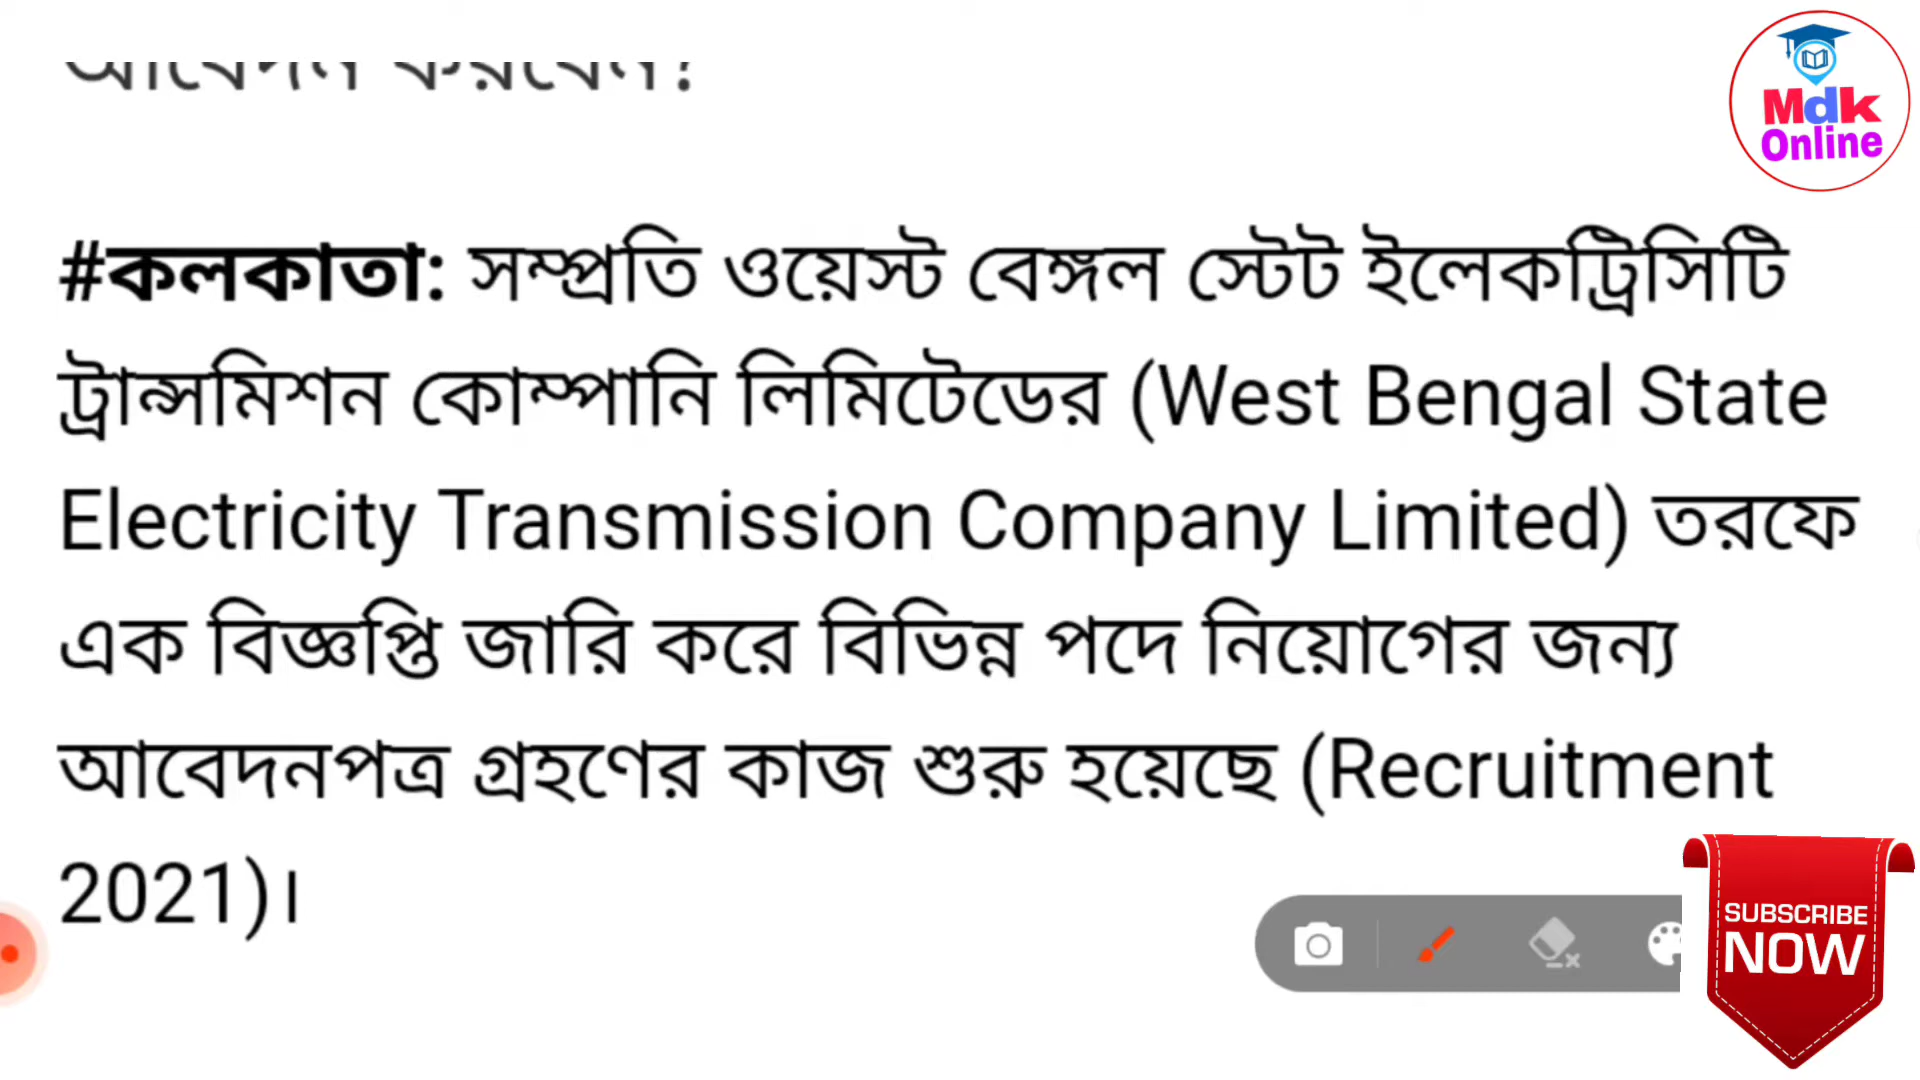 Mdk
Online
#কলকাতা: সম্প্রতি ওয়েস্ট বেঙ্গল স্টেট ইলেকট্রিসিটি
ট্রান্সমিশন কোম্পানি লিমিটেডের (West Bengal State
Electricity Transmission Company Limited) তরফে
এক বিজ্ঞপ্তি জারি করে বিভিন্ন পদে নিয়োগের জন্য
আবেদনপত্র গ্রহণের কাজ শুরু হয়েছে (Recruitment
2021)।
SUBSCRIBE
NOW